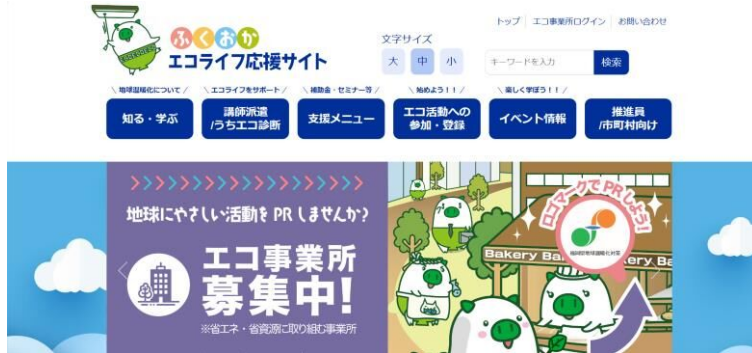 トップ エコ事業所ログイン お問い合わせ
ふくおか
エコライフ応援サイト
文字サイズ
大 中 小
キーワードを入力 検索
\ 地球温暖化について / \ エコライフをサポート / \ 補助金・セミナー等 / \ 始めよう！！ / \ 楽しく学ぼう！！ /
知る・学ぶ
講師派遣
/うちエコ診断
支援メニュー
エコ活動への
参加・登録
イベント情報
推進員
/市町村向け
地球にやさしい活動を PR しませんか?
エコ事業所
募集中!
※省エネ・省資源に取り組む事業所
ロゴマークでPRしよう!
Bakery Ba
ery Ba